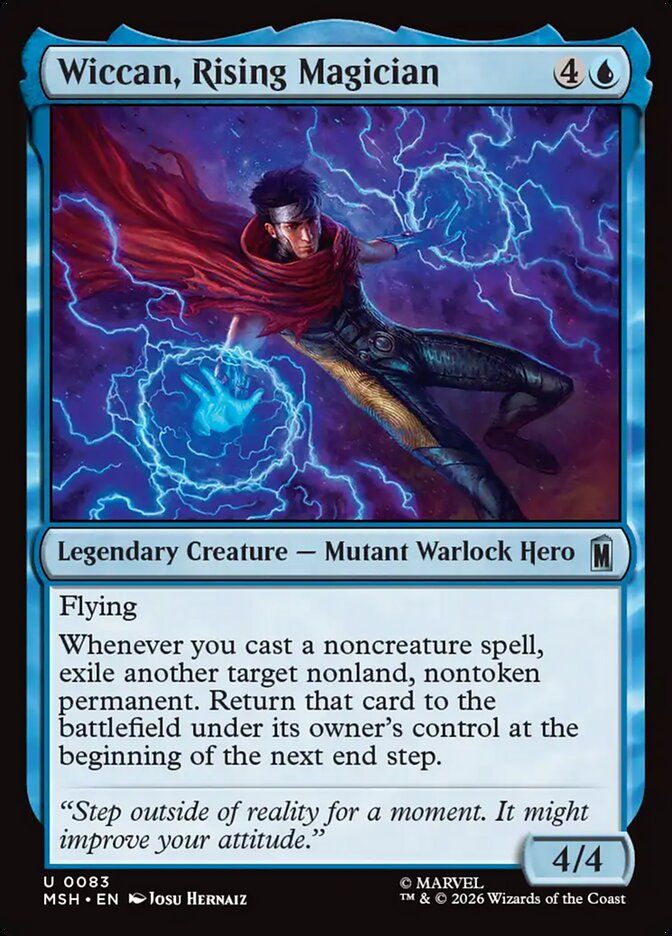 Wiccan, Rising Magician 4
Legendary Creature — Mutant Warlock Hero M
Flying
Whenever you cast a noncreature spell,
exile another target nonland, nontoken
permanent. Return that card to the
battlefield under its owner's control at the
beginning of the next end step.
“Step outside of reality for a moment. It might
improve your attitude.”
4/4
U 0083
MSH • EN Josu Hernaiz
© MARVEL
™ & © 2026 Wizards of the Coast